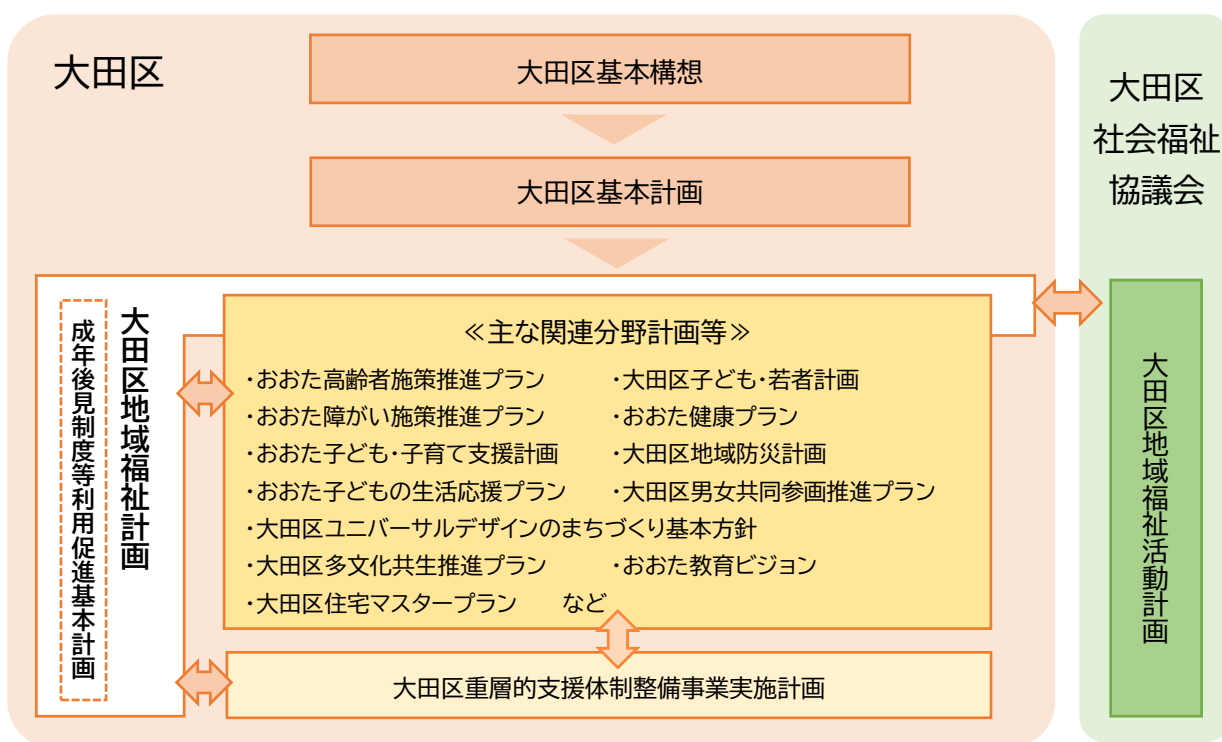 大田区
大田区基本構想
大田区基本計画
大田区地域福祉計画
成年後見制度等利用促進基本計画
≪主な関連分野計画等≫
・おおた高齢者施策推進プラン
・大田区子ども・若者計画
・おおた障がい施策推進プラン
・おおた健康プラン
・おおた子ども・子育て支援計画
・大田区地域防災計画
・おおた子どもの生活応援プラン
・大田区男女共同参画推進プラン
・大田区ユニバーサルデザインのまちづくり基本方針
・大田区多文化共生推進プラン
・おおた教育ビジョン
・大田区住宅マスタープラン　など
大田区重層的支援体制整備事業実施計画
大田区
社会福祉
協議会
大田区地域福祉活動計画